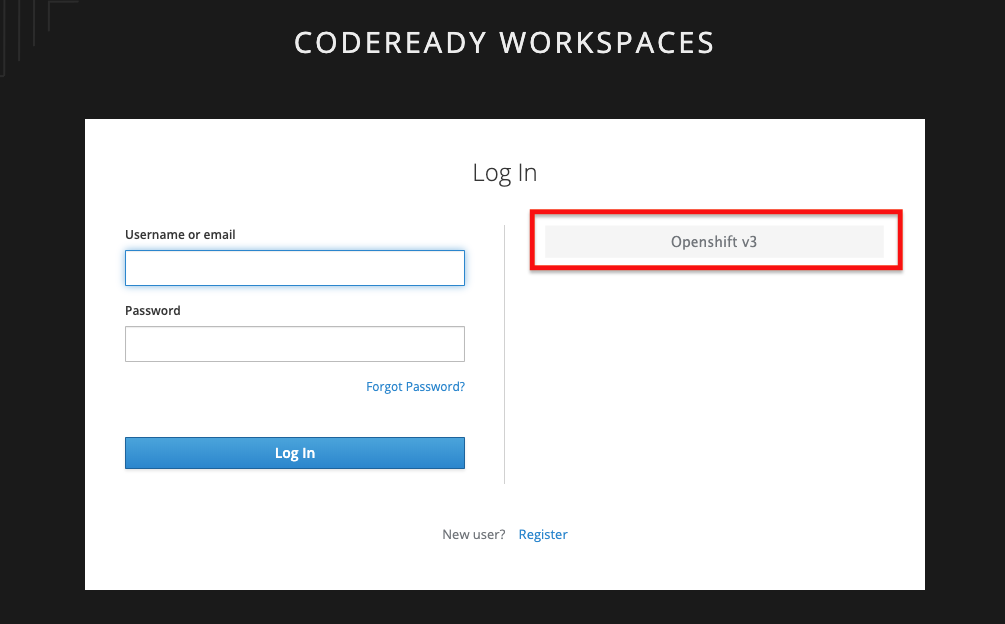 CODEREADY WORKSPACES
Log In
Username or email
Password
Forgot Password?
Log In
Openshift v3
New user? Register